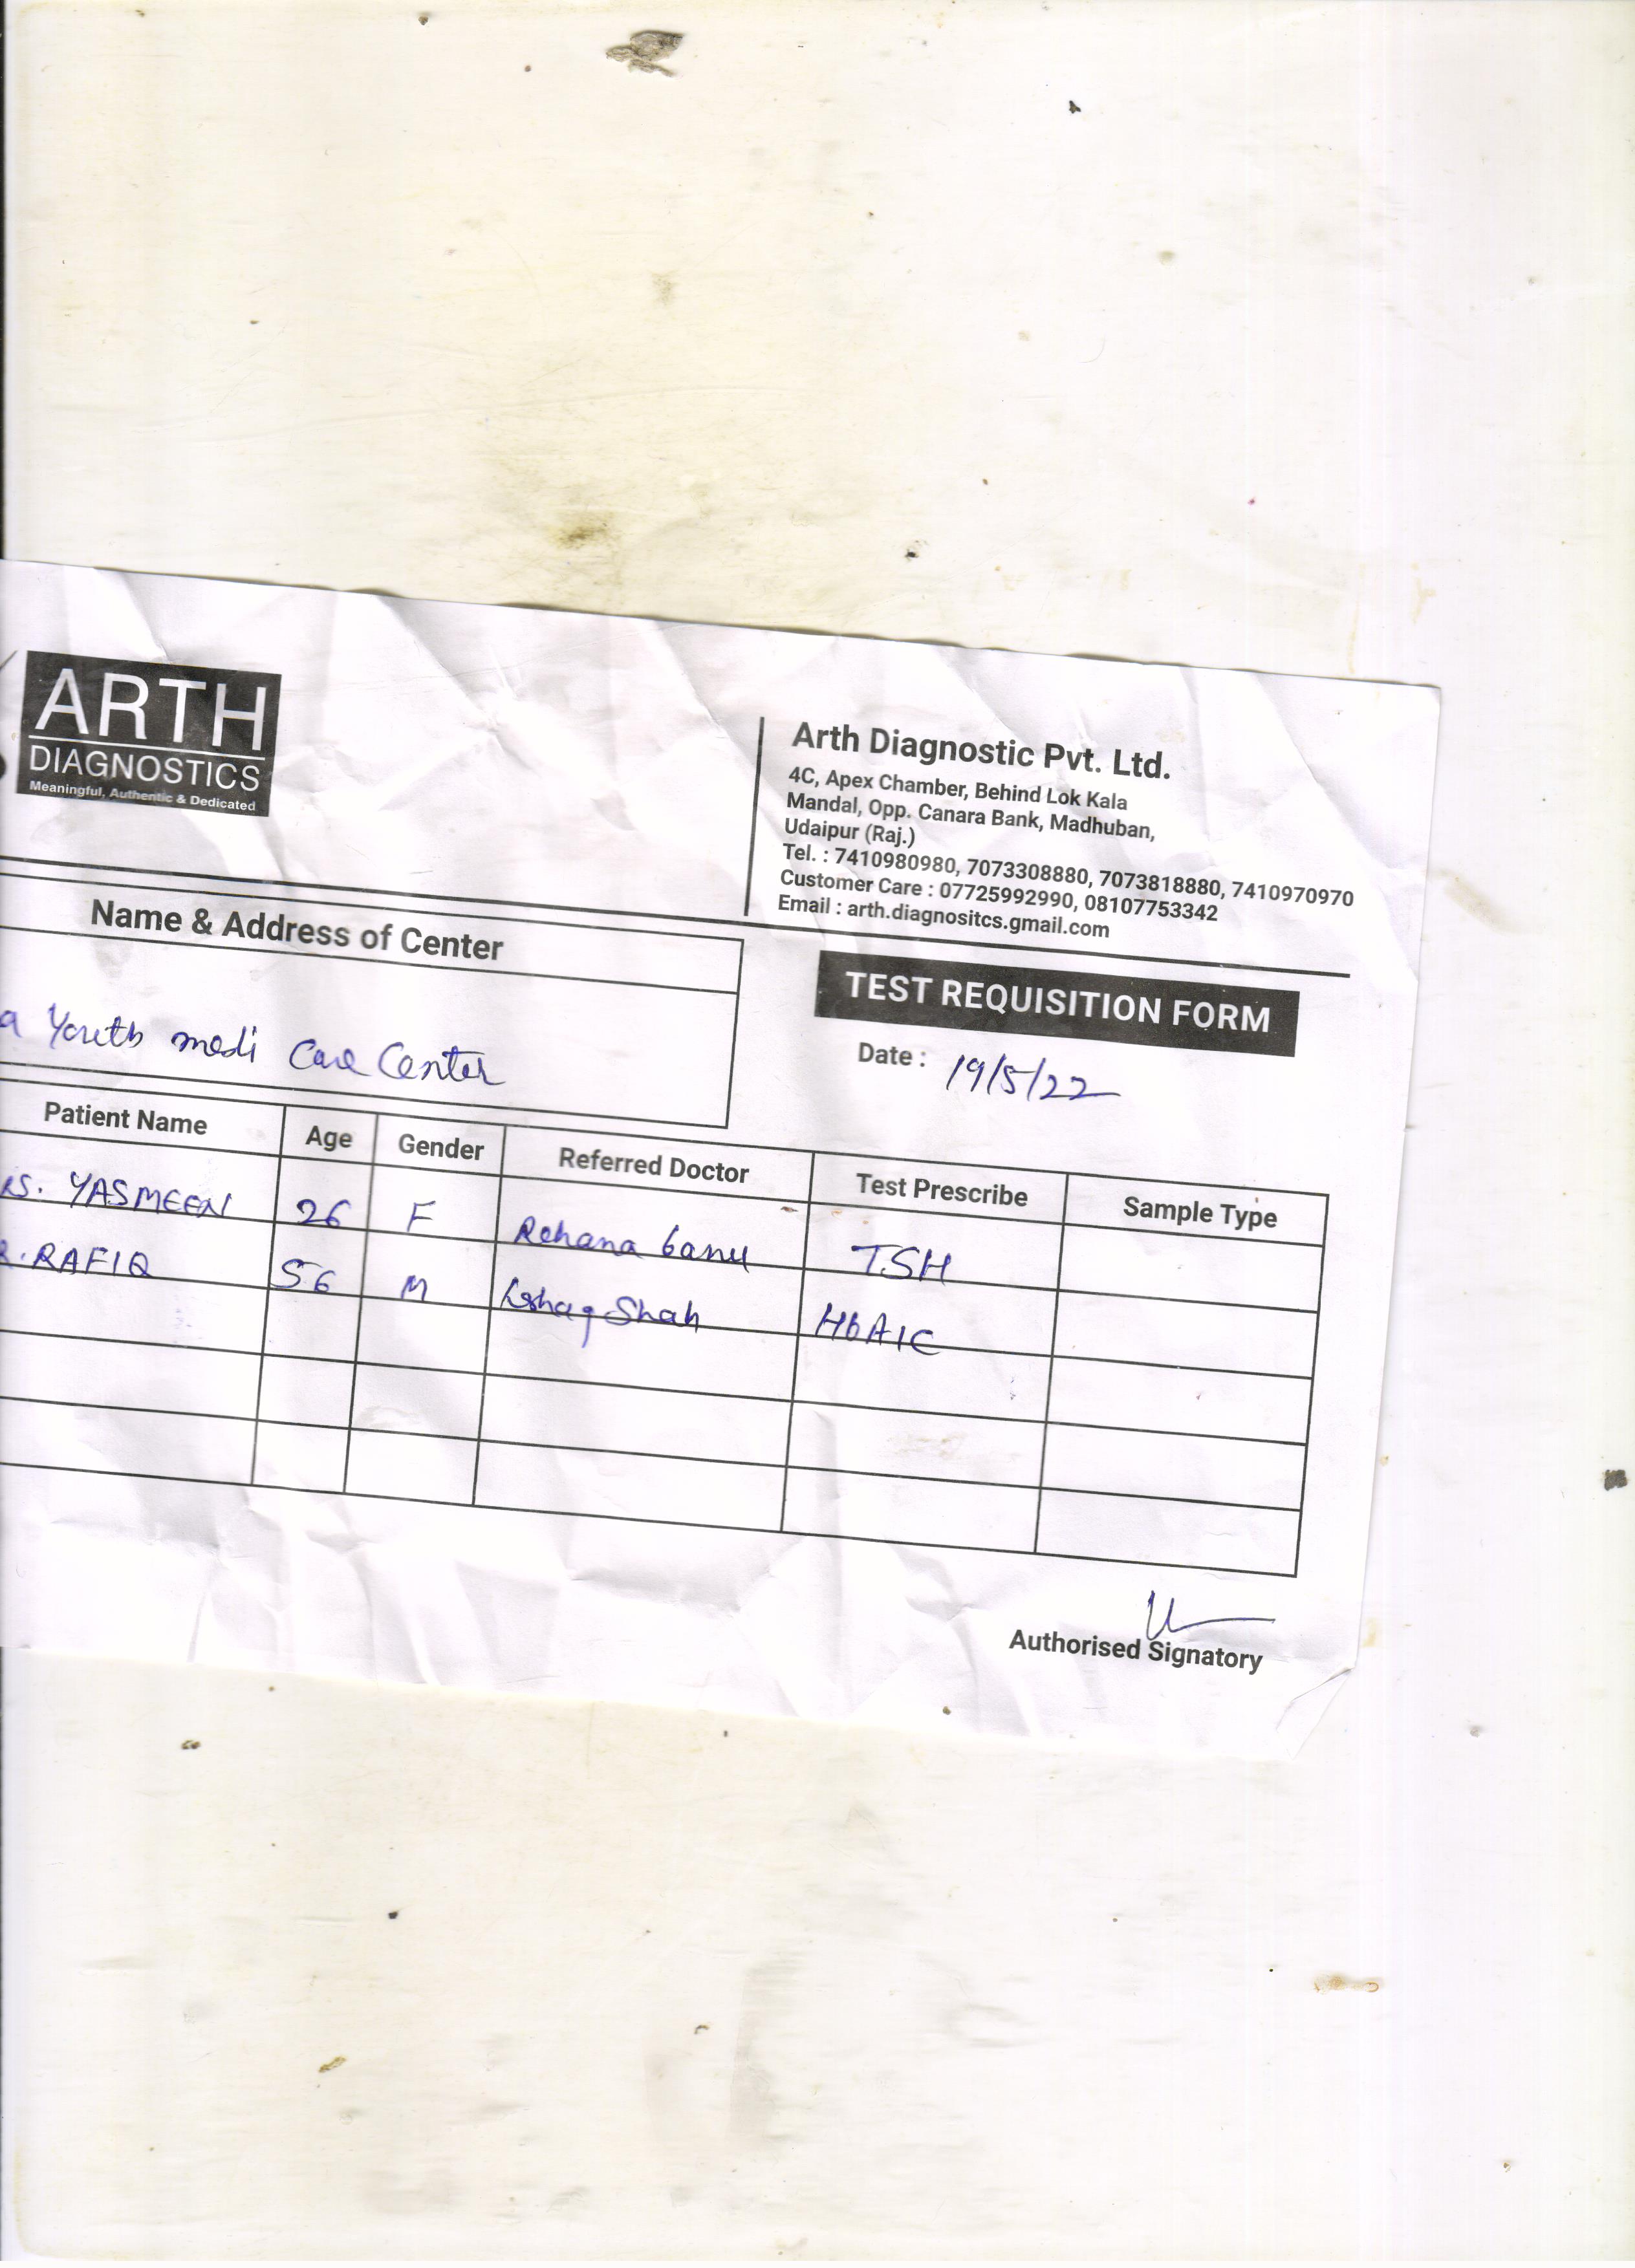 ARTH
DIAGNOSTICS
Meaningful, Authentic & Dedicated
Arth Diagnostic Pvt. Ltd.
4C, Apex Chamber, Behind Lok Kala
Mandal, Opp. Canara Bank, Madhuban,
Udaipur (Raj.)
Tel. : 7410980980, 7073308880, 7073818880, 7410970970
Customer Care : 07725992990, 08107753342
Email : arth.diagnositcs.gmail.com
Name & Address of Center
a Youth medi Care Center
TEST REQUISITION FORM
Date : 19/5/22
Patient Name Age Gender Referred Doctor Test Prescribe Sample Type
RS. YASMEEN 26 F Rehana banu TSH
R. RAFIQ 56 M Ishaq Shah HbA1C
Authorised Signatory